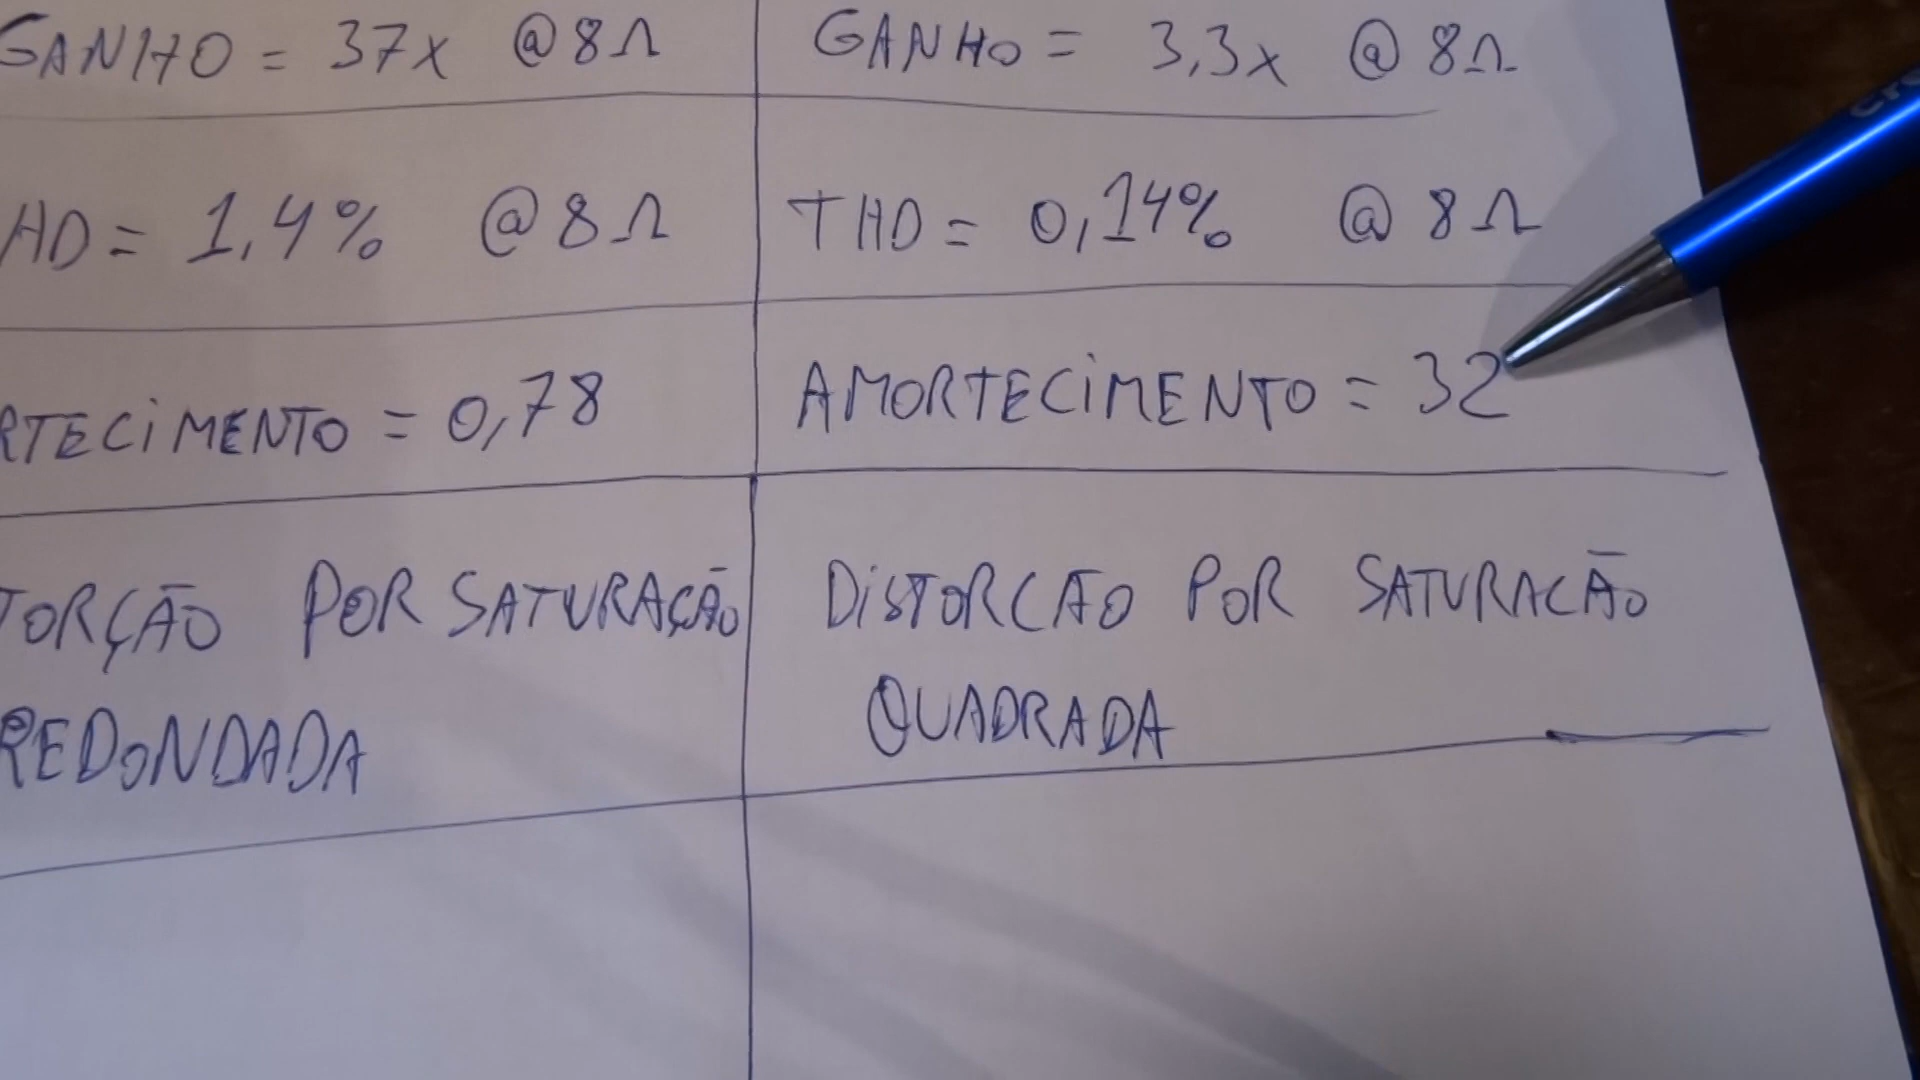 GANHO = 37x @ 8Ω
GANHO = 3,3x @ 8Ω
HD = 1,4% @ 8Ω
THD = 0,14% @ 8Ω
RTECiMENTO = 0,78
AMORTECiMENTO = 32
TORÇÃO POR SATURAÇÃO
REDONDADA
DiSTORCAO POR SATURACÃO
QUADRADA